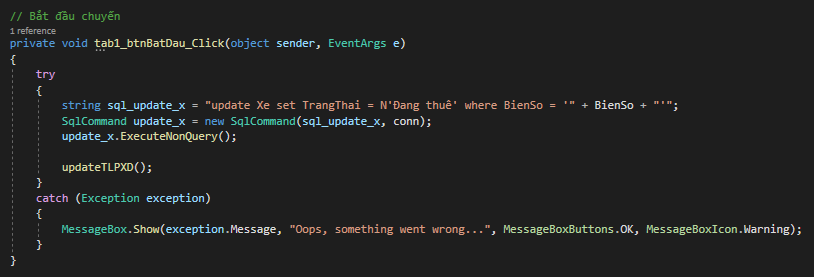 // Bắt đầu chuyến
1 reference
private void tab1_btnBatDau_Click(object sender, EventArgs e)
{
    try
    {
        string sql_update_x = "update Xe set TrangThai = N'Đang thuê' where BienSo = '" + BienSo + "'";
        SqlCommand update_x = new SqlCommand(sql_update_x, conn);
        update_x.ExecuteNonQuery();

        updateTLPXD();
    }
    catch (Exception exception)
    {
        MessageBox.Show(exception.Message, "Oops, something went wrong...", MessageBoxButtons.OK, MessageBoxIcon.Warning);
    }
}